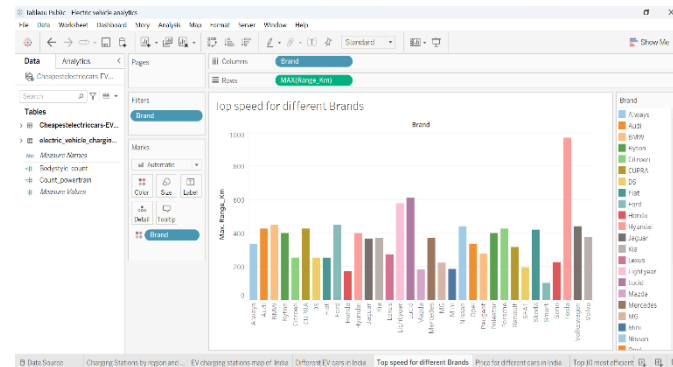 Tableau Public - Electric vehicle analytics
File Data Worksheet Dashboard Story Analysis Map Format Server Window Help
Standard
Show Me
Data Analytics
Cheapestelectriccars-EV...
Search
Tables
Cheapestelectriccars-EV...
electric_vehicle_chargin...
Abc Measure Names
Bodystyle_count
Count_powertrain
Measure Values
Pages
Filters
Brand
Marks
Automatic
Color Size Label
Detail Tooltip
Brand
Columns Brand
Rows MAX(Range_Km)
Top speed for different Brands
Brand
Max. Range_Km
1000
800
600
400
200
0
Aiways
Audi
BMW
Byton
Citroen
CUPRA
DS
Fiat
Ford
Honda
Hyundai
Jaguar
Kia
Lexus
Lightyear
Lucid
Mazda
Mercedes
MG
Mini
Nissan
Opel
Peugeot
Polestar
Porsche
Renault
SEAT
Skoda
Smart
Sono
Tesla
Volkswagen
Volvo
Brand
Aiways
Audi
BMW
Byton
Citroen
CUPRA
DS
Fiat
Ford
Honda
Hyundai
Jaguar
Kia
Lexus
Lightyear
Lucid
Mazda
Mercedes
MG
Mini
Nissan
Opel
Data Source Charging Stations by region and ... EV charging stations map of India Different EV cars in India Top speed for different Brands Price for different cars in India Top 10 most efficient